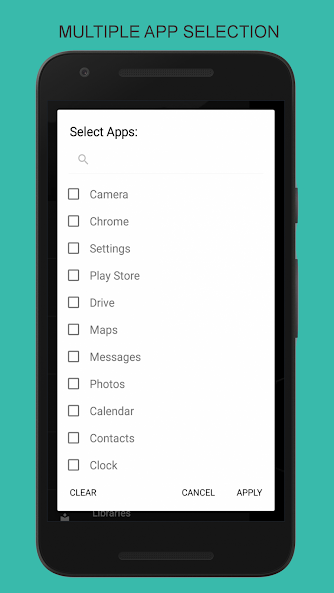 MULTIPLE APP SELECTION
Select Apps:
Camera
Chrome
Settings
Play Store
Drive
Maps
Messages
Photos
Calendar
Contacts
Clock
CLEAR CANCEL APPLY
Libraries